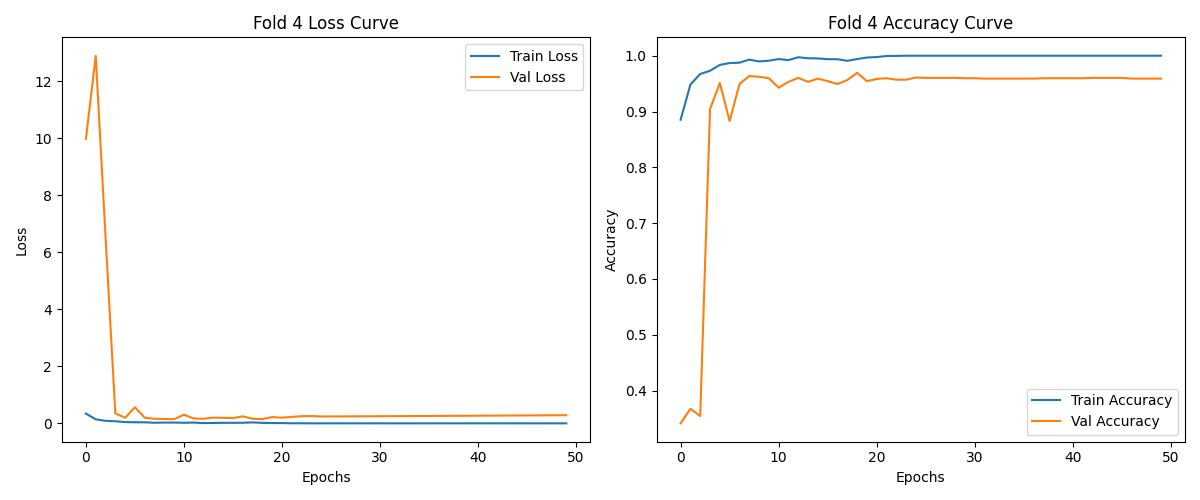 Fold 4 Loss Curve
Train Loss
Val Loss
12
10
8
6
4
2
0
Loss
0 10 20 30 40 50
Epochs
Fold 4 Accuracy Curve
1.0
0.9
0.8
0.7
0.6
0.5
0.4
Accuracy
Train Accuracy
Val Accuracy
0 10 20 30 40 50
Epochs